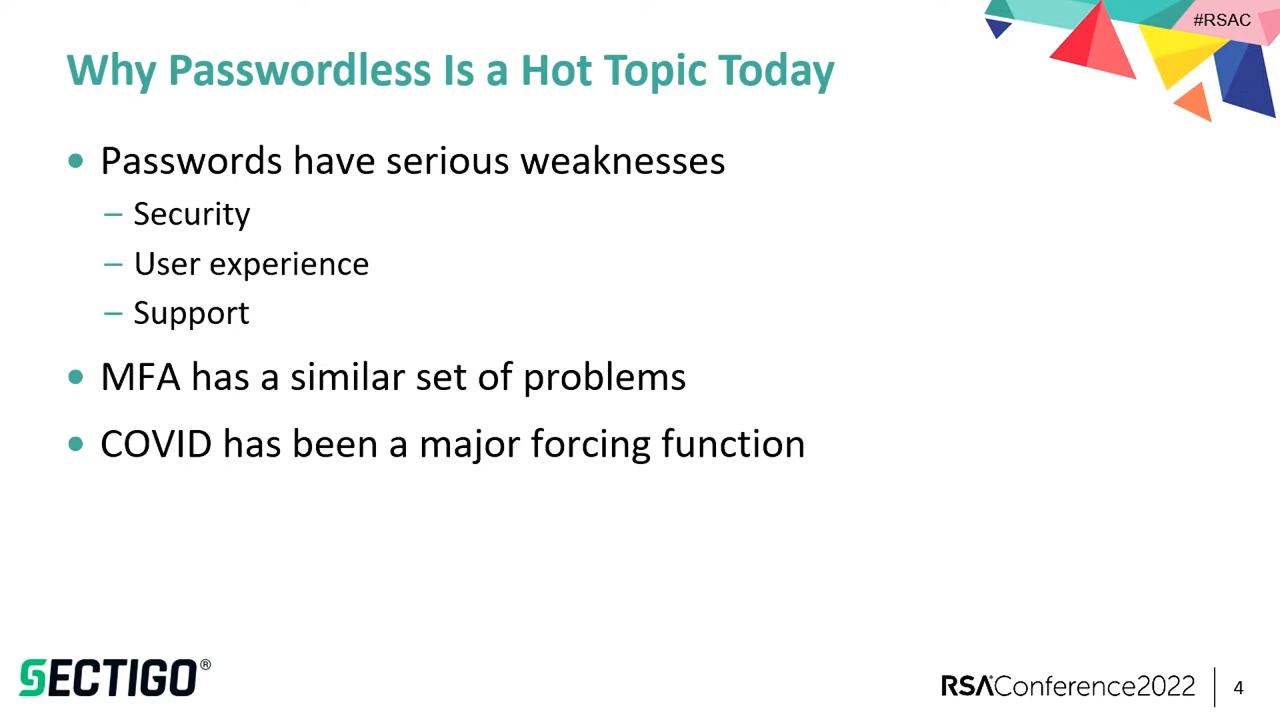 #RSAC
Why Passwordless Is a Hot Topic Today
• Passwords have serious weaknesses
– Security
– User experience
– Support
• MFA has a similar set of problems
• COVID has been a major forcing function
SECTIGO®
RSAConference2022
4